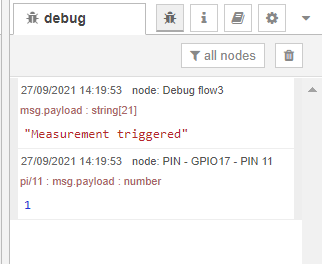 debug
i
all nodes
27/09/2021 14:19:53 node: Debug flow3
msg.payload : string[21]
"Measurement triggered"
27/09/2021 14:19:53 node: PIN - GPIO17 - PIN 11
pi/11 : msg.payload : number
1